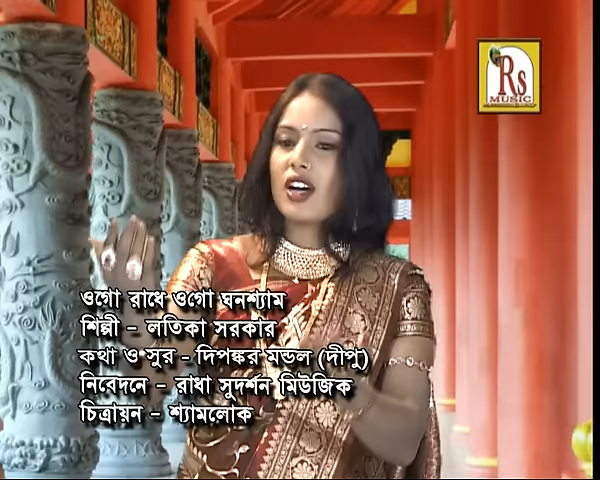 Rs
MUSIC
ওগো রাধে ওগো ঘনশ্যাম
শিল্পী - লতিকা সরকার
কথা ও সুর - দিপঙ্কর মন্ডল (দীপু)
নিবেদনে - রাধা সুদর্শন মিউজিক
চিত্রায়ন - শ্যামলোক